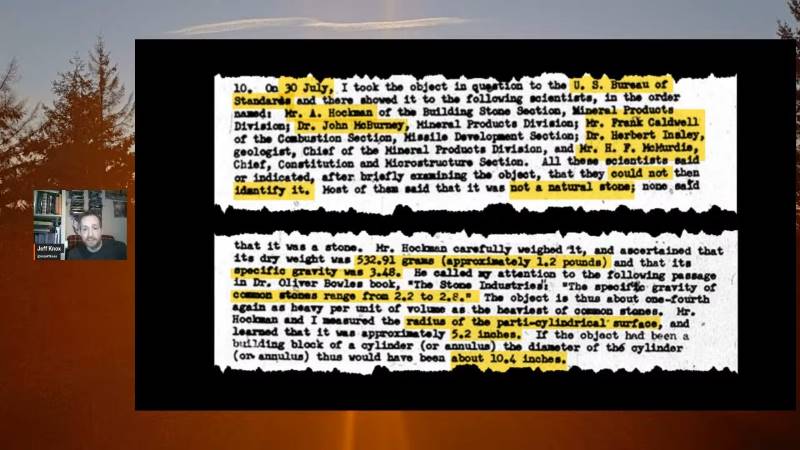 10. On 30 July, I took the object in question to the U. S. Bureau of
Standards and there showed it to the following scientists, in the order
named: Mr. A. Hockman of the Building Stone Section, Mineral Products
Division; Dr. John McBurney, Mineral Products Division; Mr. Frank Caldwell
of the Combustion Section, Missile Development Section; Dr. Herbert Insley,
geologist, Chief of the Mineral Products Division, and Mr. H. F. McMurdie,
Chief, Constitution and Microstructure Section. All these scientists said
or indicated, after briefly examining the object, that they could not then
identify it. Most of them said that it was not a natural stone; none said
that it was a stone. Mr. Hockman carefully weighed it, and ascertained that
its dry weight was 532.91 grams (approximately 1.2 pounds) and that its
specific gravity was 3.48. He called my attention to the following passage
in Dr. Oliver Bowles book, "The Stone Industries": "The specific gravity of
common stones range from 2.2 to 2.8." The object is thus about one-fourth
again as heavy per unit of volume as the heaviest of common stones. Mr.
Hockman and I measured the radius of the parti-cylindrical surface, and
learned that it was approximately 5.2 inches. If the object had been a
building block of a cylinder (or annulus) the diameter of the cylinder
(or annulus) thus would have been about 10.4 inches.
Jeff Knox